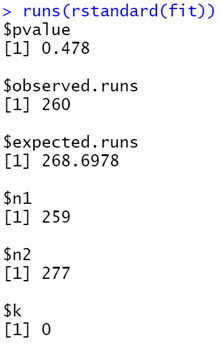 > runs(rstandard(fit))
$pvalue
[1] 0.478
$observed.runs
[1] 260
$expected.runs
[1] 268.6978
$n1
[1] 259
$n2
[1] 277
$k
[1] 0